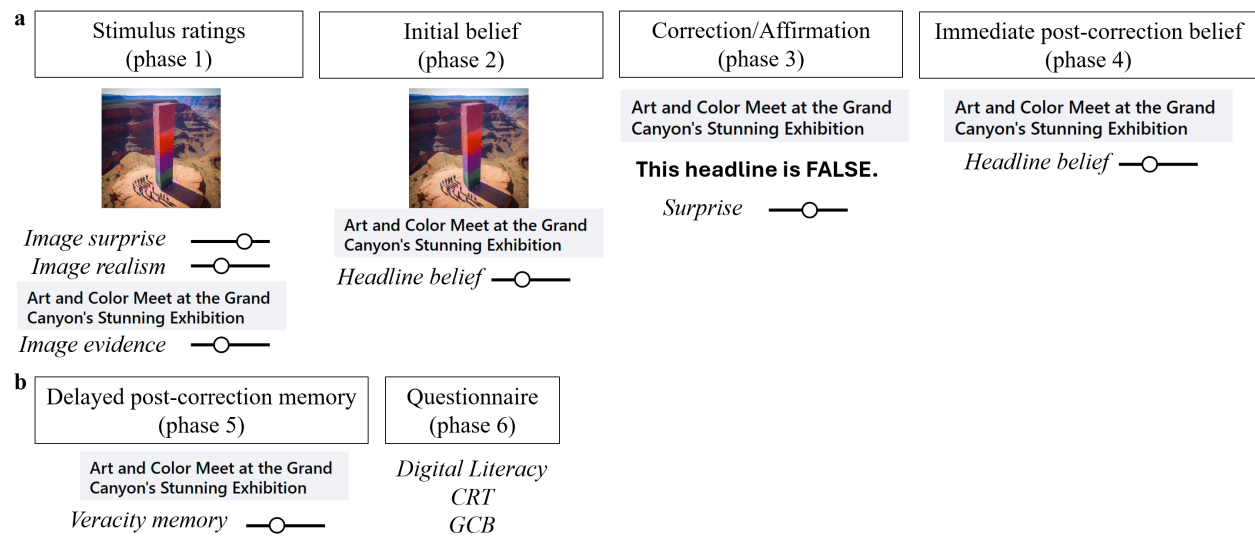 a
Stimulus ratings
(phase 1)
Image surprise
Image realism
Art and Color Meet at the Grand
Canyon's Stunning Exhibition
Image evidence
Initial belief
(phase 2)
Art and Color Meet at the Grand
Canyon's Stunning Exhibition
Headline belief
Correction/Affirmation
(phase 3)
Art and Color Meet at the Grand
Canyon's Stunning Exhibition
This headline is FALSE.
Surprise
Immediate post-correction belief
(phase 4)
Art and Color Meet at the Grand
Canyon's Stunning Exhibition
Headline belief
b
Delayed post-correction memory
(phase 5)
Art and Color Meet at the Grand
Canyon's Stunning Exhibition
Veracity memory
Questionnaire
(phase 6)
Digital Literacy
CRT
GCB